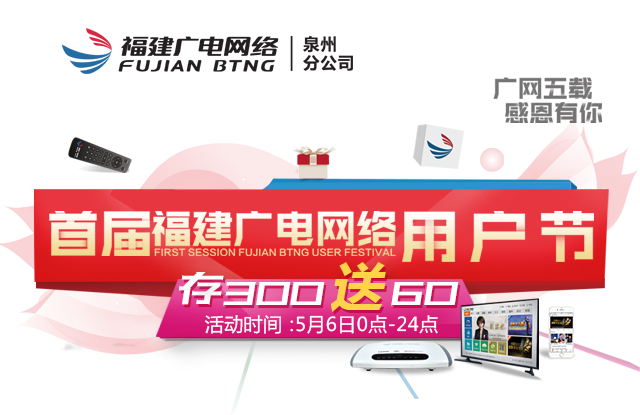 福建广电网络
FUJIAN BTNG
泉州
分公司
广网五载
感恩有你
首届福建广电网络用户节
FIRST SESSION FUJIAN BTNG USER FESTIVAL
存300送60
活动时间 :5月6日0点-24点